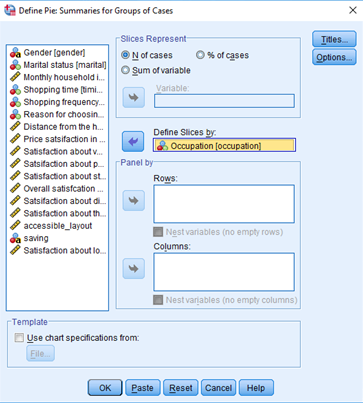 Define Pie: Summaries for Groups of Cases
Gender [gender]
Marital status [marital]
Monthly household i...
Shopping time [timi...
Shopping frequency...
Reason for choosin...
Distance from the h...
Price satisfaction in ...
Satisfaction about v...
Satisfaction about p...
Satisfaction about st...
Overall satisfcation ...
Satisfaction about di...
Satisfaction about th...
accessible_layout
saving
Satisfaction about lo...
Slices Represent
N of cases
% of cases
Sum of variable
Variable:
Define Slices by:
Occupation [occupation]
Panel by
Rows:
Nest variables (no empty rows)
Columns:
Nest variables (no empty columns)
Titles...
Options...
Template
Use chart specifications from:
File...
OK Paste Reset Cancel Help